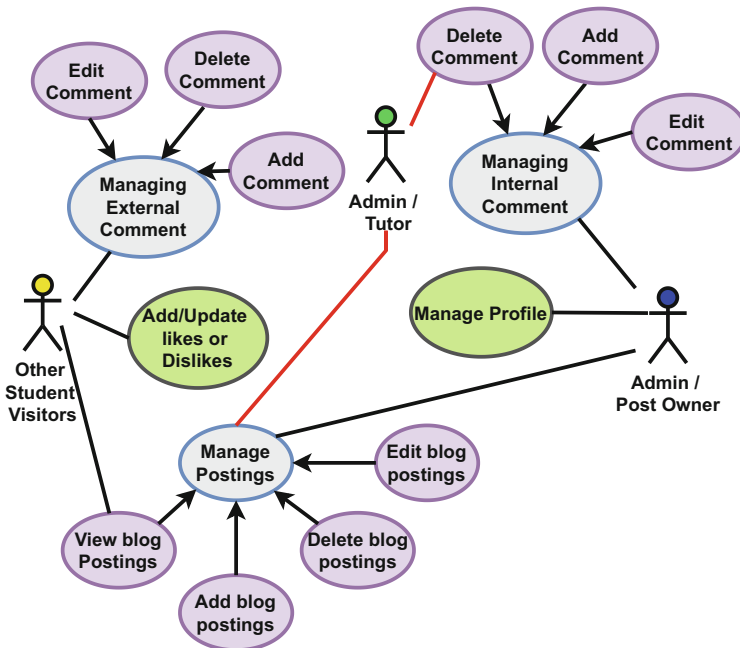 Edit
Comment
Delete
Comment
Add
Comment
Managing
External
Comment
Delete
Comment
Add
Comment
Edit
Comment
Managing
Internal
Comment
Admin /
Tutor
Other
Student
Visitors
Add/Update
likes or
Dislikes
Manage Profile
Admin /
Post Owner
Manage
Postings
Edit blog
postings
View blog
Postings
Delete blog
postings
Add blog
postings